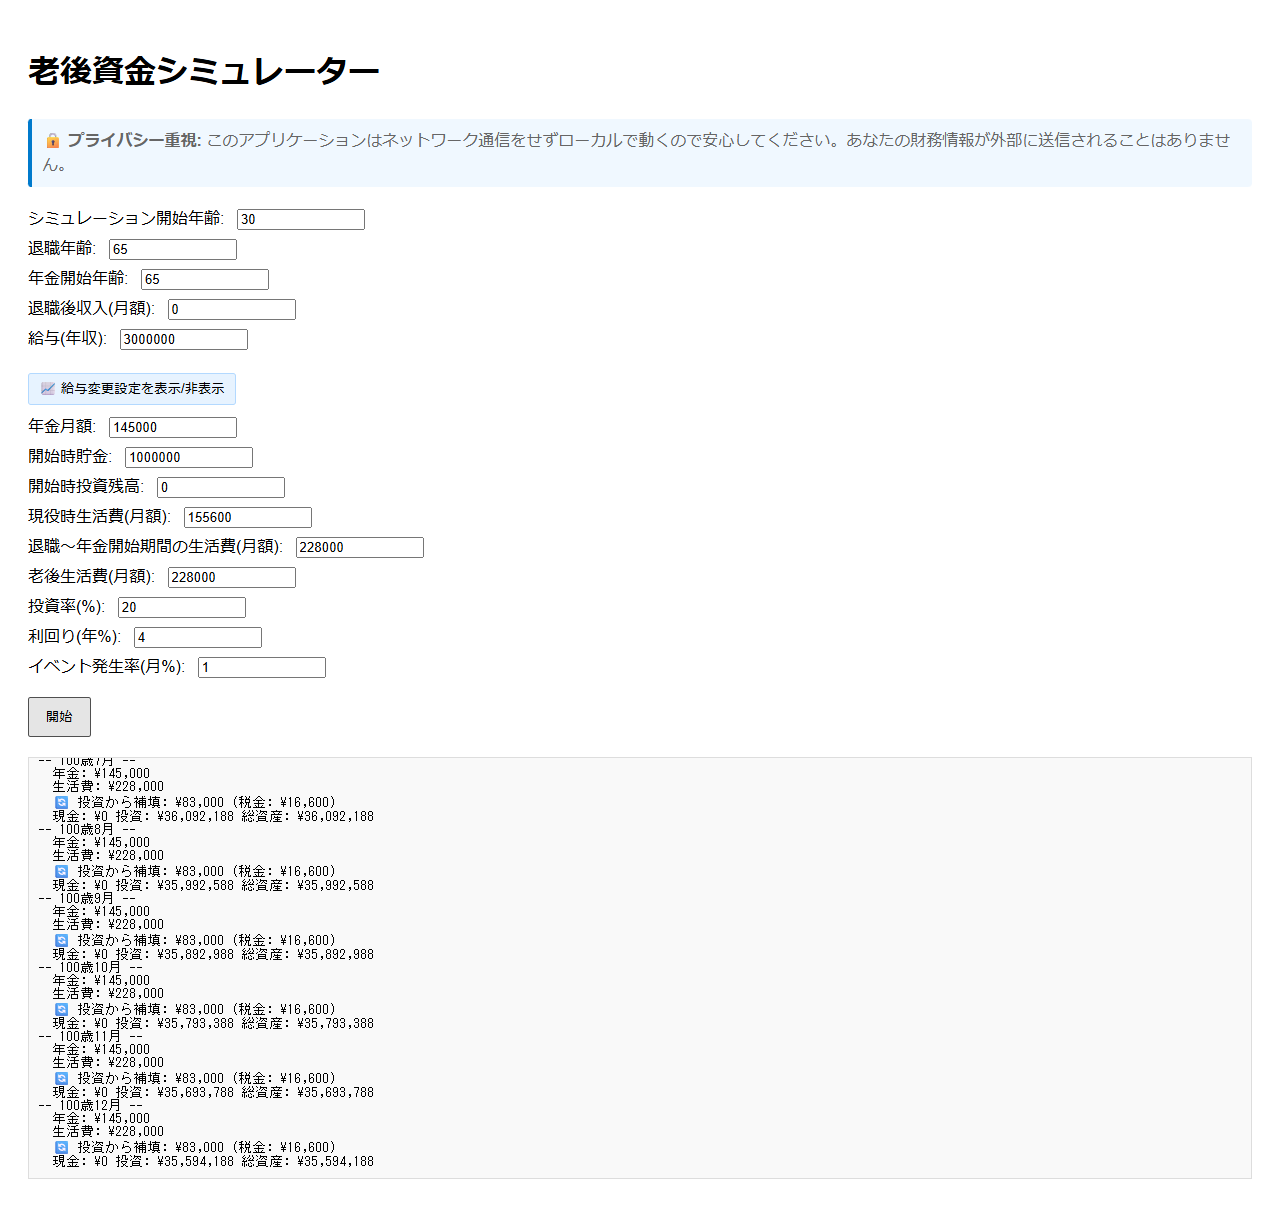 老後資金シミュレーター
🔒 プライバシー重視: このアプリケーションはネットワーク通信をせずローカルで動くので安心してください。あなたの財務情報が外部に送信されることはありませ
ん。
シミュレーション開始年齢: 30
退職年齢: 65
年金開始年齢: 65
退職後収入(月額): 0
給与(年収): 3000000
📈 給与変更設定を表示/非表示
年金月額: 145000
開始時貯金: 1000000
開始時投資残高: 0
現役時生活費(月額): 155600
退職〜年金開始期間の生活費(月額): 228000
老後生活費(月額): 228000
投資率(%): 20
利回り(年%): 4
イベント発生率(月%): 1
開始
-- 100歳7月 --
年金: ¥145,000
生活費: ¥228,000
🔄 投資から補填: ¥83,000 (税金: ¥16,600)
現金: ¥0 投資: ¥36,092,188 総資産: ¥36,092,188
-- 100歳8月 --
年金: ¥145,000
生活費: ¥228,000
🔄 投資から補填: ¥83,000 (税金: ¥16,600)
現金: ¥0 投資: ¥35,992,588 総資産: ¥35,992,588
-- 100歳9月 --
年金: ¥145,000
生活費: ¥228,000
🔄 投資から補填: ¥83,000 (税金: ¥16,600)
現金: ¥0 投資: ¥35,892,988 総資産: ¥35,892,988
-- 100歳10月 --
年金: ¥145,000
生活費: ¥228,000
🔄 投資から補填: ¥83,000 (税金: ¥16,600)
現金: ¥0 投資: ¥35,793,388 総資産: ¥35,793,388
-- 100歳11月 --
年金: ¥145,000
生活費: ¥228,000
🔄 投資から補填: ¥83,000 (税金: ¥16,600)
現金: ¥0 投資: ¥35,693,788 総資産: ¥35,693,788
-- 100歳12月 --
年金: ¥145,000
生活費: ¥228,000
🔄 投資から補填: ¥83,000 (税金: ¥16,600)
現金: ¥0 投資: ¥35,594,188 総資産: ¥35,594,188